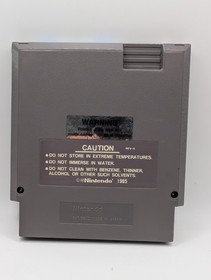 WARNING
CAUTION
● DO NOT STORE IN EXTREME TEMPERATURES.
● DO NOT IMMERSE IN WATER.
● DO NOT CLEAN WITH BENZENE, THINNER,
ALCOHOL OR OTHER SUCH SOLVENTS.
©Nintendo 1985